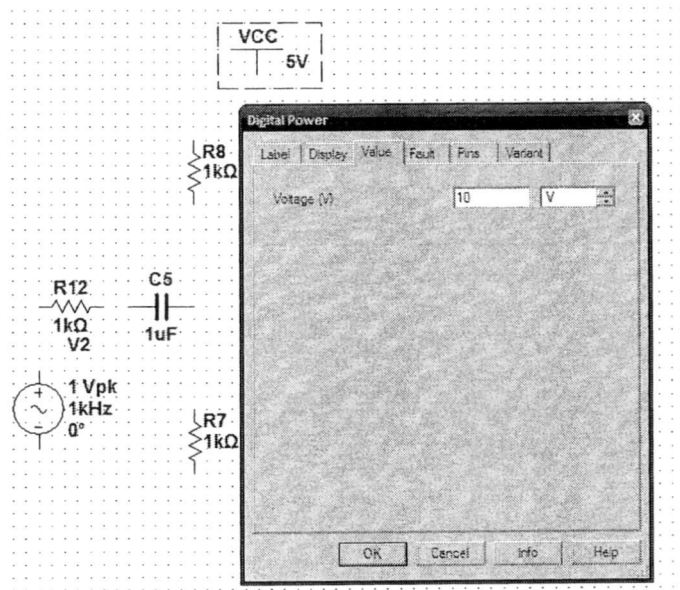 VCC
5V
Digital Power
Label Display Value Fault Pins Variant
R8
1kΩ
Voltage (V) 10 V
R12
1kΩ
V2
C5
1uF
1 Vpk
1kHz
0°
R7
1kΩ
OK Cancel Info Help